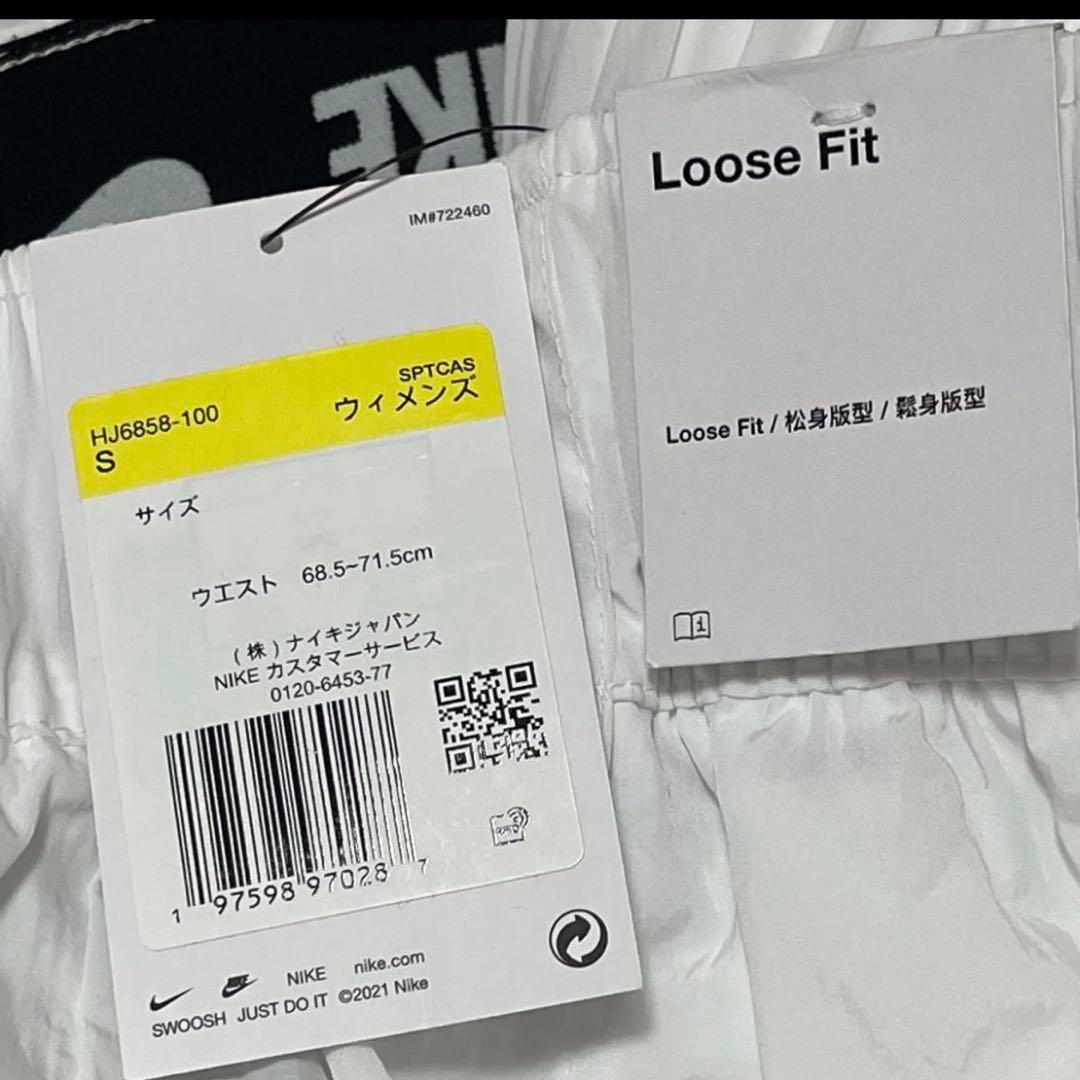 NIKE
IM#722460
SPTCAS
HJ6858-100
ウィメンズ
S
サイズ
ウエスト 68.5~71.5cm
(株)ナイキジャパン
NIKE カスタマーサービス
0120-6453-77
1 97598 97028 7
NIKE nike.com
SWOOSH JUST DO IT ©2021 Nike
Loose Fit
Loose Fit / 松身版型 / 鬆身版型